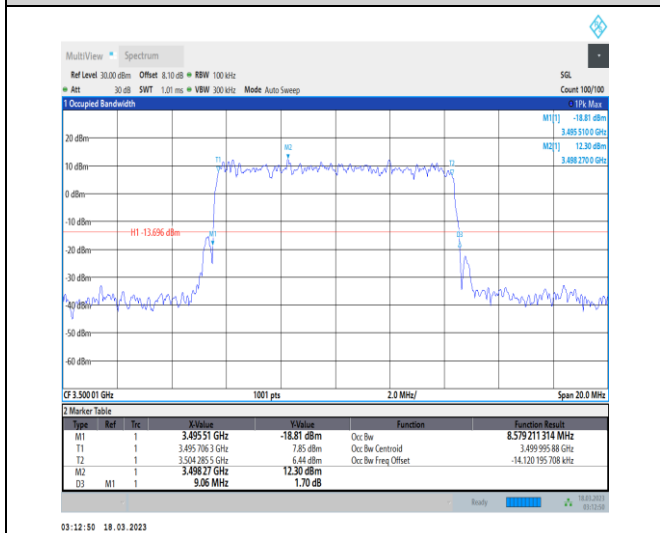 MultiView Spectrum
Ref Level 30.00 dBm Offset 8.10 dB RBW 100 kHz SGL
Att 30 dB SWT 1.01 ms VBW 300 kHz Mode Auto Sweep Count 100/100
1 Occupied Bandwidth 1Pk Max
M1[1] -18.81 dBm
3.495 510 0 GHz
M2[1] 12.30 dBm
3.498 270 0 GHz
20 dBm
M2
T1
T2
10 dBm
0 dBm
-10 dBm
H1 -13.696 dBm
M1
D3
-20 dBm
-30 dBm
-40 dBm
-50 dBm
-60 dBm
CF 3.500 01 GHz 1001 pts 2.0 MHz/ Span 20.0 MHz
2 Marker Table
Type Ref Trc X-Value Y-Value Function Function Result
M1 1 3.495 51 GHz -18.81 dBm Occ Bw 8.579 211 314 MHz
T1 1 3.495 706 3 GHz 7.85 dBm Occ Bw Centroid 3.499 995 88 GHz
T2 1 3.504 285 5 GHz 6.44 dBm Occ Bw Freq Offset -14.120 195 708 kHz
M2 1 3.498 27 GHz 12.30 dBm
D3 M1 1 9.06 MHz 1.70 dB
Ready 18.03.2023
03:12:50
03:12:50 18.03.2023